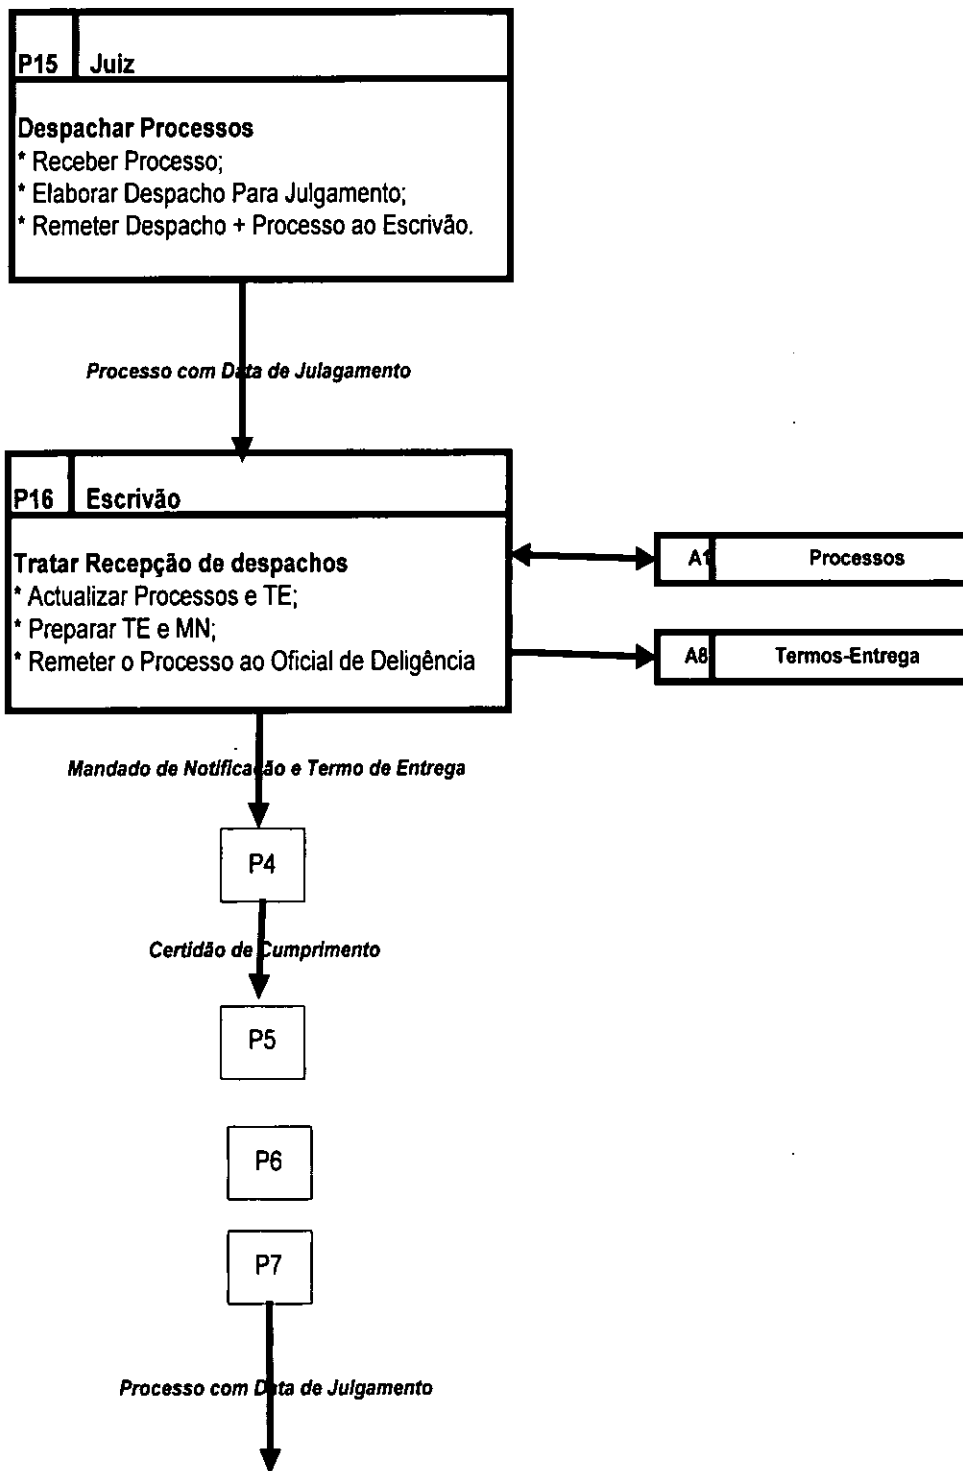 P15 Juiz
Despachar Processos
* Receber Processo;
* Elaborar Despacho Para Julgamento;
* Remeter Despacho + Processo ao Escrivão.
Processo com Data de Julagamento
P16 Escrivão
Tratar Recepção de despachos
* Actualizar Processos e TE;
* Preparar TE e MN;
* Remeter o Processo ao Oficial de Deligência
A1 Processos
A8 Termos-Entrega
Mandado de Notificação e Termo de Entrega
P4
Certidão de Cumprimento
P5
P6
P7
Processo com Data de Julgamento